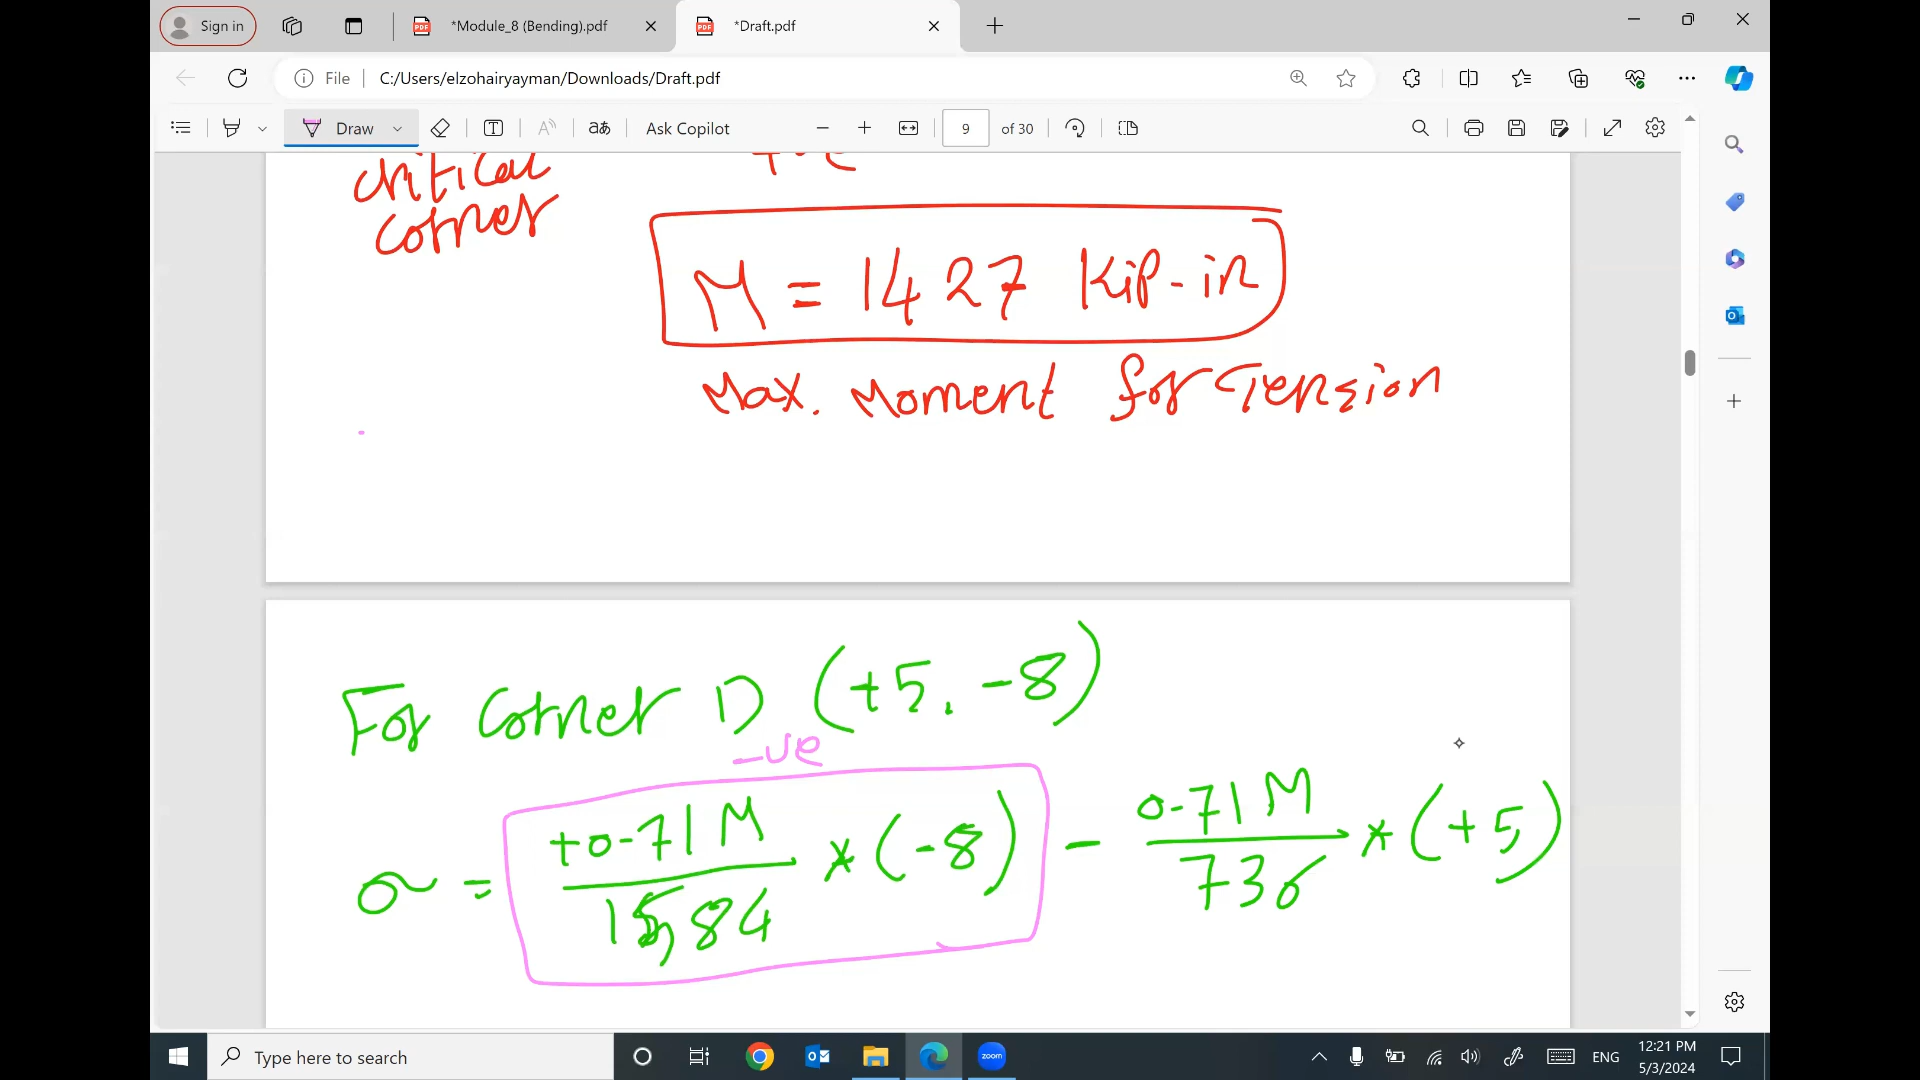 Sign in
*Module_8 (Bending).pdf
*Draft.pdf
File
C:/Users/elzohairyayman/Downloads/Draft.pdf
Draw
Ask Copilot
9 of 30
critical +ve
corner
M = 1427 Kip-in
Max. Moment for Tension
For Corner D (+5, -8)
-ve
σ = +0.71M / 1584 * (-8) - 0.71M / 736 * (+5)
Type here to search
zoom
ENG
12:21 PM
5/3/2024